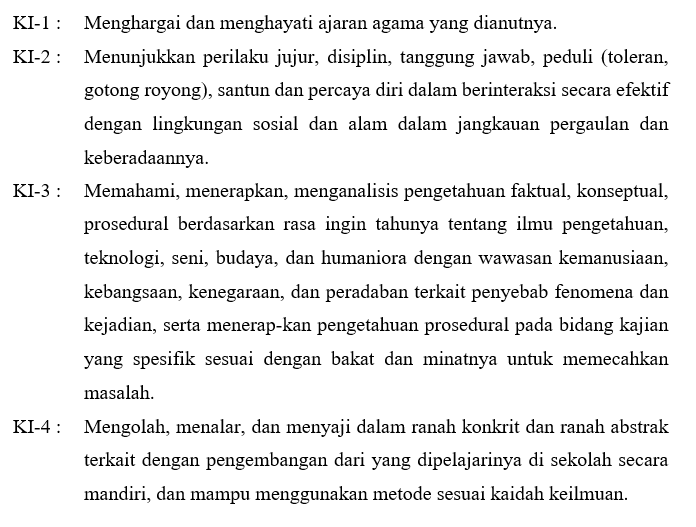 KI-1 : Menghargai dan menghayati ajaran agama yang dianutnya.
KI-2 : Menunjukkan perilaku jujur, disiplin, tanggung jawab, peduli (toleran,
gotong royong), santun dan percaya diri dalam berinteraksi secara efektif
dengan lingkungan sosial dan alam dalam jangkauan pergaulan dan
keberadaannya.
KI-3 : Memahami, menerapkan, menganalisis pengetahuan faktual, konseptual,
prosedural berdasarkan rasa ingin tahunya tentang ilmu pengetahuan,
teknologi, seni, budaya, dan humaniora dengan wawasan kemanusiaan,
kebangsaan, kenegaraan, dan peradaban terkait penyebab fenomena dan
kejadian, serta menerap-kan pengetahuan prosedural pada bidang kajian
yang spesifik sesuai dengan bakat dan minatnya untuk memecahkan
masalah.
KI-4 : Mengolah, menalar, dan menyaji dalam ranah konkrit dan ranah abstrak
terkait dengan pengembangan dari yang dipelajarinya di sekolah secara
mandiri, dan mampu menggunakan metode sesuai kaidah keilmuan.